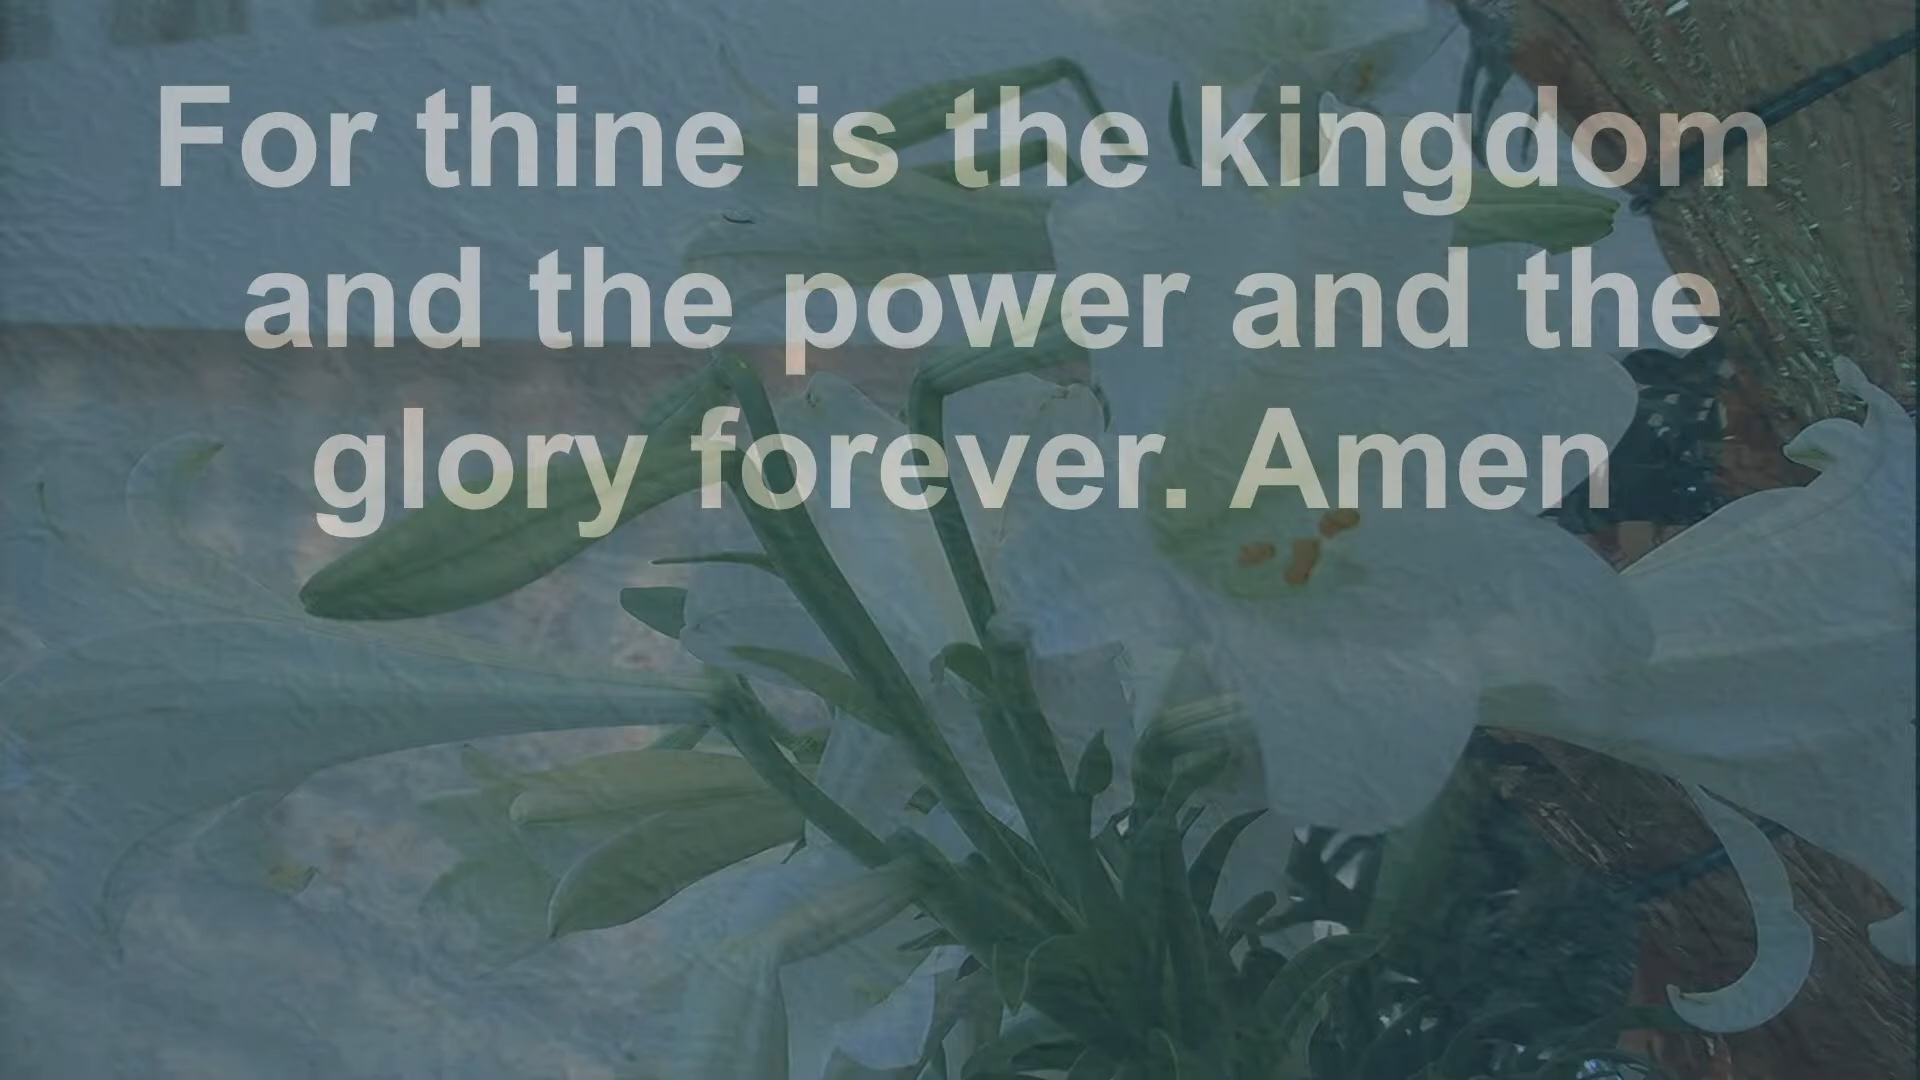 For thine is the kingdom
and the power and the
glory forever. Amen